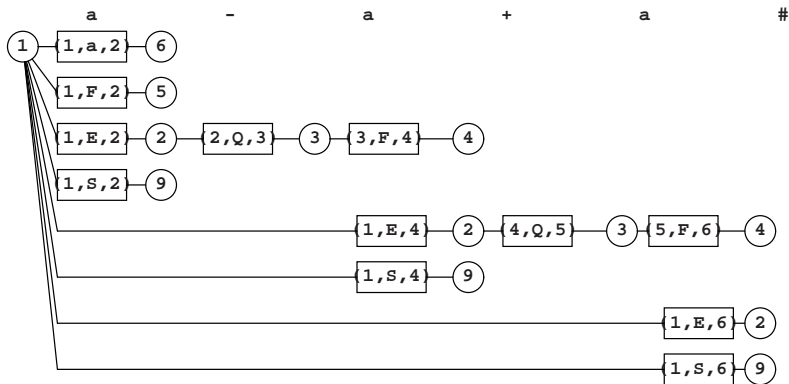 a - a + a #
1 (1,a,2) 6
(1,F,2) 5
(1,E,2) 2 (2,Q,3) 3 (3,F,4) 4
(1,S,2) 9
(1,E,4) 2 (4,Q,5) 3 (5,F,6) 4
(1,S,4) 9
(1,E,6) 2
(1,S,6) 9